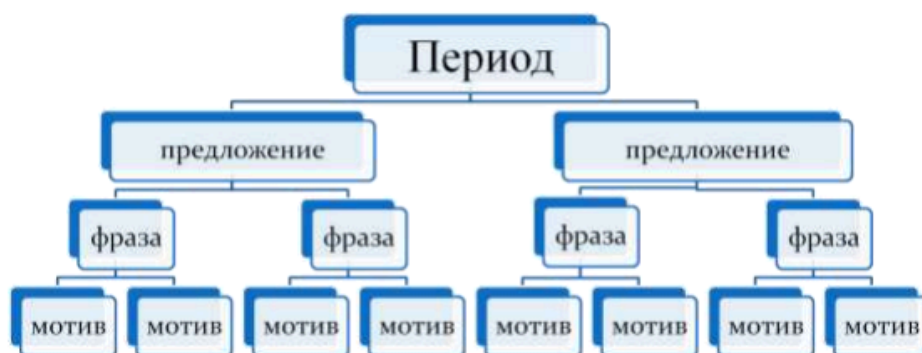 Период
предложение предложение
фраза фраза фраза фраза
мотив мотив мотив мотив мотив мотив мотив мотив